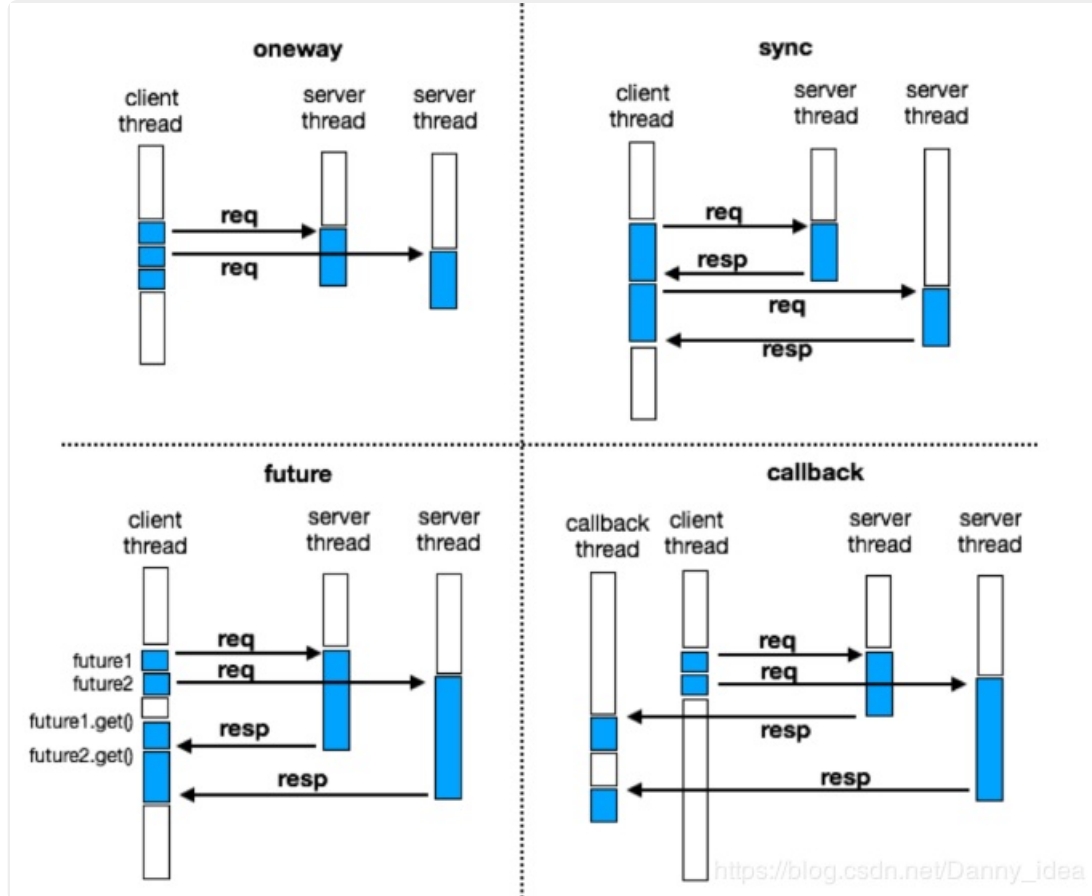 oneway
client
thread
server
thread
server
thread
req
req
sync
client
thread
server
thread
server
thread
req
resp
req
resp
future
client
thread
server
thread
server
thread
future1
future2
future1.get()
future2.get()
req
req
resp
resp
callback
callback
thread
client
thread
server
thread
server
thread
req
req
resp
resp
https://blog.csdn.net/Danny_idea